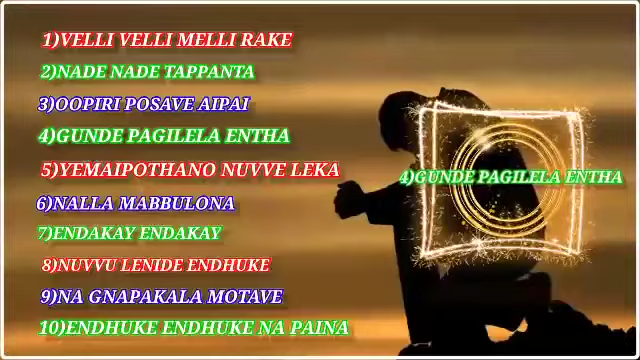 1)VELLI VELLI MELLI RAKE
2)NADE NADE TAPPANTA
3)OOPIRI POSAVE AIPAI
4)GUNDE PAGILELA ENTHA
5)YEMAIPOTHANO NUVVE LEKA
4)GUNDE PAGILELA ENTHA
6)NALLA MABBULONA
7)ENDAKAY ENDAKAY
8)NUVVU LENIDE ENDHUKE
9)NA GNAPAKALA MOTAVE
10)ENDHUKE ENDHUKE NA PAINA